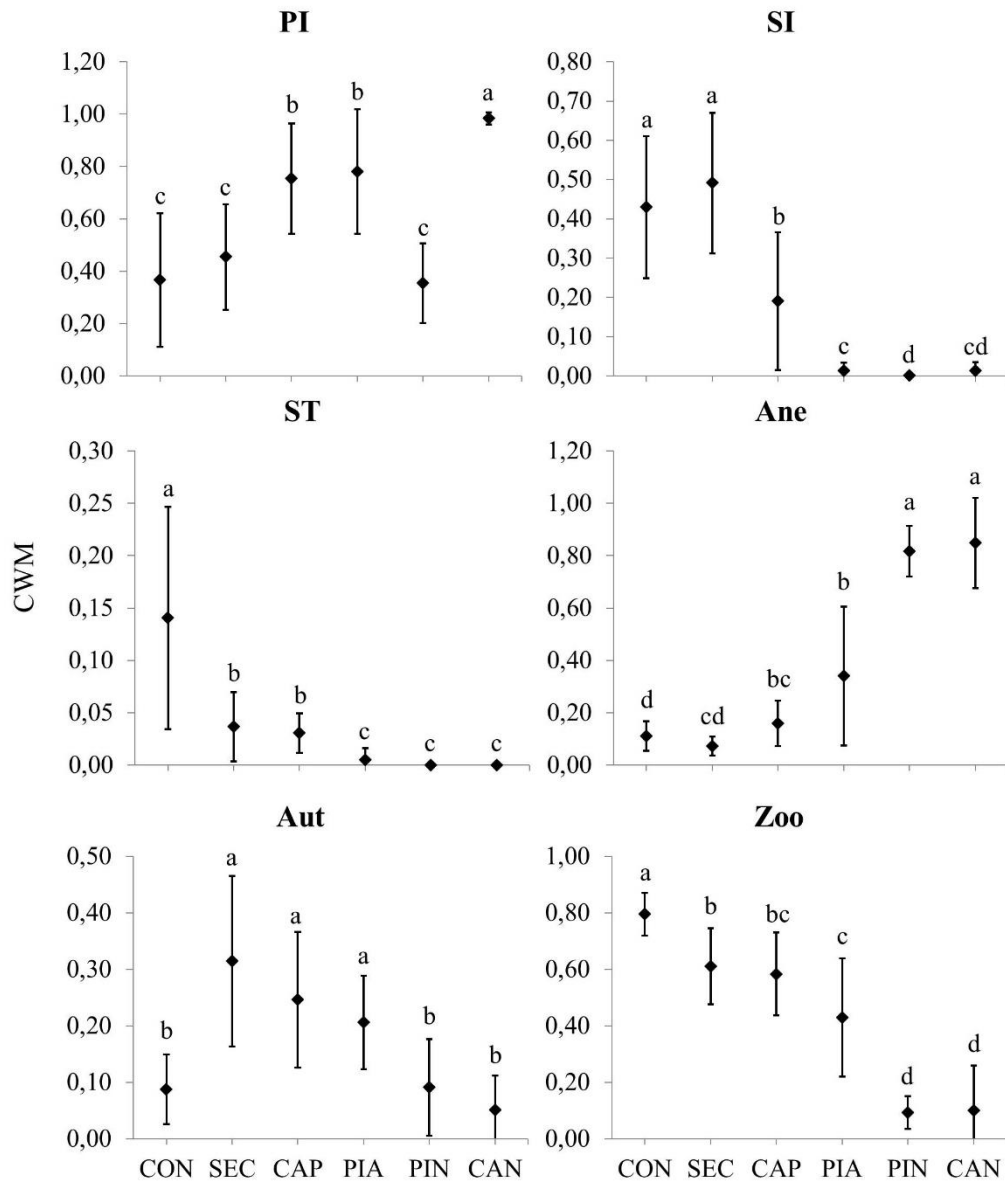 PI
1,20
1,00
0,80
0,60
0,40
0,20
0,00
c c b b c a
SI
0,80
0,70
0,60
0,50
0,40
0,30
0,20
0,10
0,00
a a b c d cd
CWM
ST
0,30
0,25
0,20
0,15
0,10
0,05
0,00
a b b c c c
Ane
1,20
1,00
0,80
0,60
0,40
0,20
0,00
d cd bc b a a
Aut
0,50
0,40
0,30
0,20
0,10
0,00
b a a a b b
CON SEC CAP PIA PIN CAN
Zoo
1,00
0,80
0,60
0,40
0,20
0,00
a b bc c d d
CON SEC CAP PIA PIN CAN